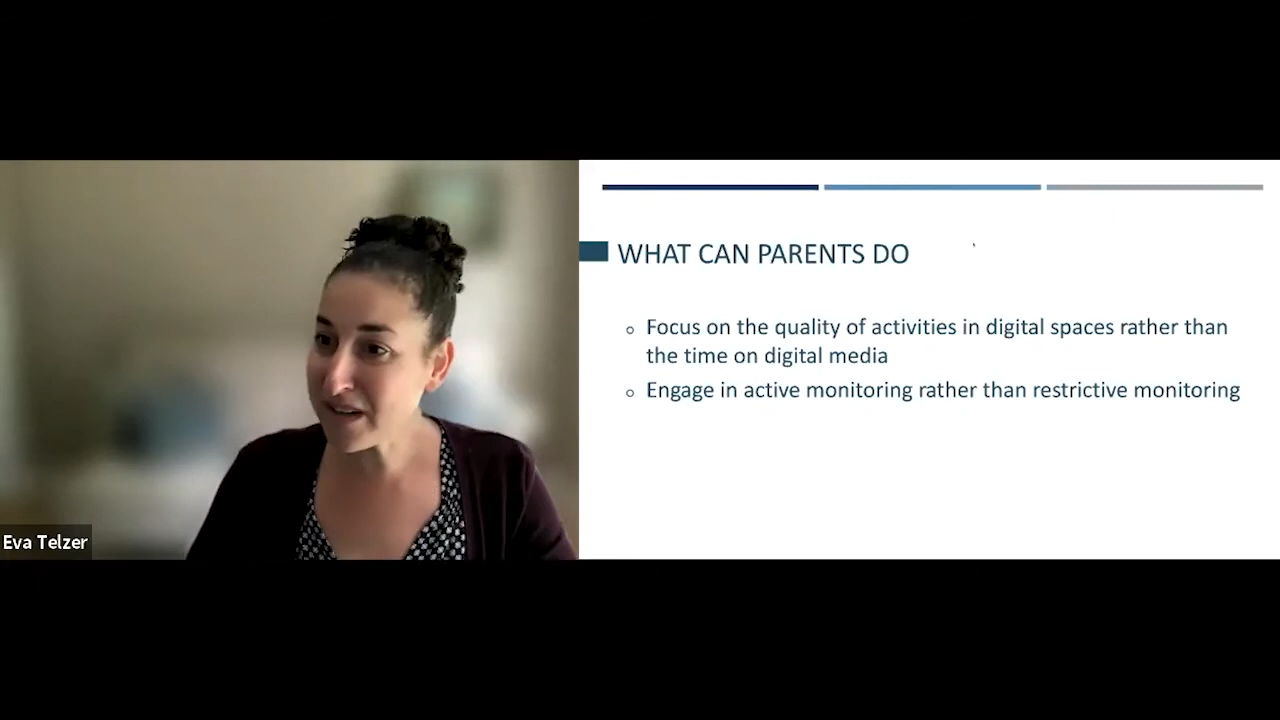 WHAT CAN PARENTS DO
Focus on the quality of activities in digital spaces rather than
the time on digital media
Engage in active monitoring rather than restrictive monitoring
Eva Telzer